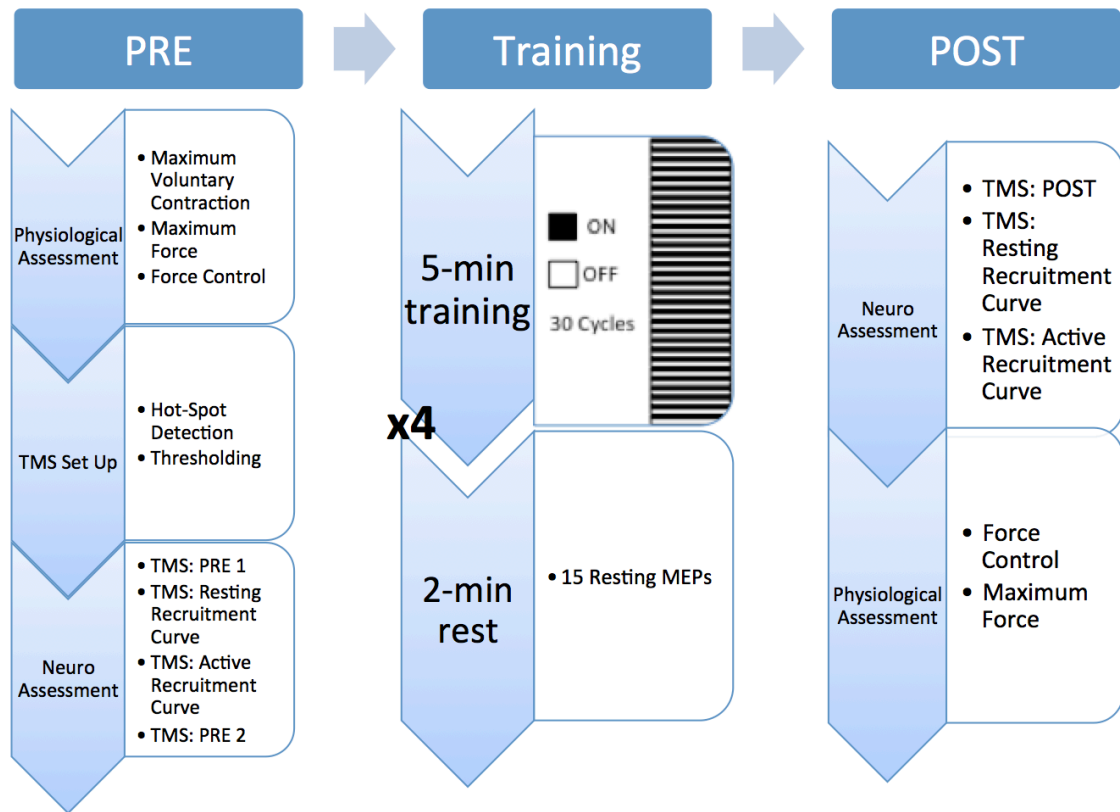 PRE
Training
POST
Physiological
Assessment
• Maximum
Voluntary
Contraction
• Maximum
Force
• Force Control
TMS Set Up
• Hot-Spot
Detection
• Thresholding
Neuro
Assessment
• TMS: PRE 1
• TMS: Resting
Recruitment
Curve
• TMS: Active
Recruitment
Curve
• TMS: PRE 2
5-min
training
ON
OFF
30 Cycles
x4
2-min
rest
• 15 Resting MEPs
Neuro
Assessment
• TMS: POST
• TMS:
Resting
Recruitment
Curve
• TMS: Active
Recruitment
Curve
Physiological
Assessment
• Force
Control
• Maximum
Force